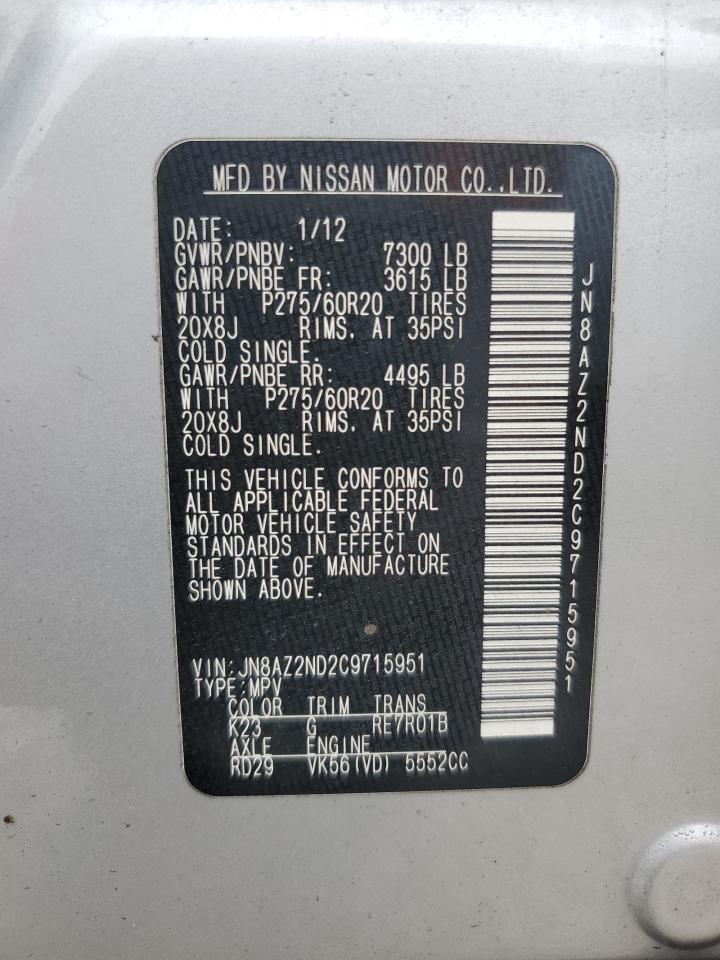 MFD BY NISSAN MOTOR CO.,LTD.
DATE: 1/12
GVWR/PNBV: 7300 LB
GAWR/PNBE FR: 3615 LB
WITH P275/60R20 TIRES
20X8J RIMS. AT 35PSI
COLD SINGLE.
GAWR/PNBE RR: 4495 LB
WITH P275/60R20 TIRES
20X8J RIMS. AT 35PSI
COLD SINGLE.
THIS VEHICLE CONFORMS TO
ALL APPLICABLE FEDERAL
MOTOR VEHICLE SAFETY
STANDARDS IN EFFECT ON
THE DATE OF MANUFACTURE
SHOWN ABOVE.
VIN:JN8AZ2ND2C9715951
TYPE:MPV
COLOR TRIM TRANS
K23 G RE7R01B
AXLE ENGINE
RD29 VK56(VD) 5552CC
JN8AZ2ND2C9715951